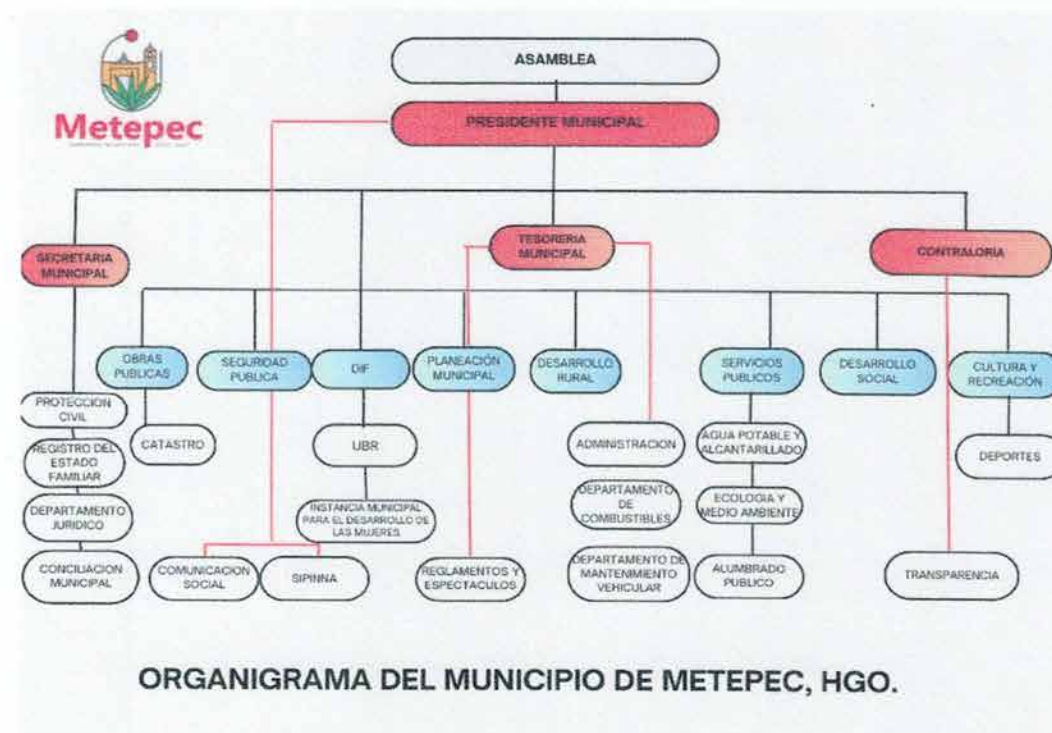 Metepec
ASAMBLEA
PRESIDENTE MUNICIPAL
SECRETARIA
MUNICIPAL
TESORERIA
MUNICIPAL
CONTRALORIA
OBRAS
PUBLICAS
SEGURIDAD
PUBLICA
DIF
PLANEACIÓN
MUNICIPAL
DESARROLLO
RURAL
SERVICIOS
PUBLICOS
DESARROLLO
SOCIAL
CULTURA Y
RECREACIÓN
PROTECCION
CIVIL
CATASTRO
UBR
ADMINISTRACION
AGUA POTABLE Y
ALCANTARILLADO
DEPORTES
REGISTRO DEL
ESTADO
FAMILIAR
DEPARTAMENTO
JURIDICO
INSTANCIA MUNICIPAL
PARA EL DESARROLLO DE
LAS MUJERES
DEPARTAMENTO
DE
COMBUSTIBLES
ECOLOGIA Y
MEDIO AMBIENTE
CONCILIACION
MUNICIPAL
COMUNICACION
SOCIAL
SIPINNA
REGLAMENTOS Y
ESPECTACULOS
DEPARTAMENTO DE
MANTENIMIENTO
VEHICULAR
ALUMBRADO
PUBLICO
TRANSPARENCIA
ORGANIGRAMA DEL MUNICIPIO DE METEPEC, HGO.